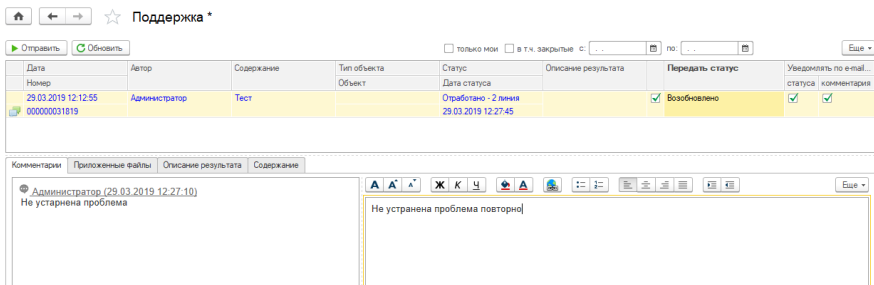 Поддержка *
Отправить Обновить только мои в т.ч. закрытые с: . . по: . . Еще
Дата Автор Содержание Тип объекта Статус Описание результата Передать статус Уведомлять по e-mail...
Номер Объект Дата статуса статуса комментария
29.03.2019 12:12:55 Администратор Тест Отработано - 2 линия Возобновлено
000000031819 29.03.2019 12:27:45
Комментарии Приложенные файлы Описание результата Содержание
Администратор (29.03.2019 12:27:10)
Не устарнена проблема
А А А Ж К Ч А Еще
Не устранена проблема повторно